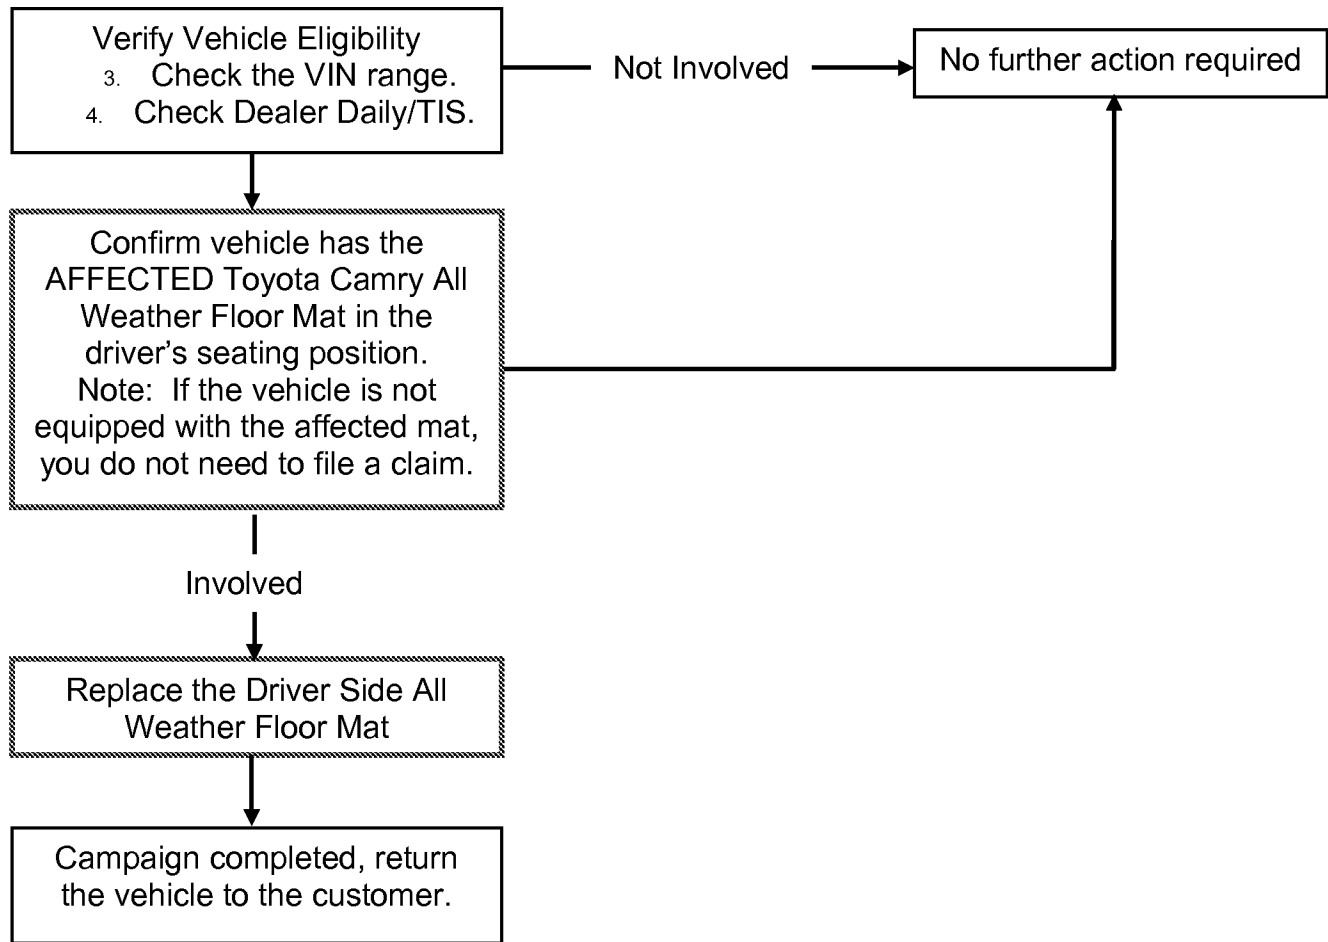 Verify Vehicle Eligibility
3. Check the VIN range.
4. Check Dealer Daily/TIS.
Not Involved
No further action required
Confirm vehicle has the
AFFECTED Toyota Camry All
Weather Floor Mat in the
driver’s seating position.
Note:  If the vehicle is not
equipped with the affected mat,
you do not need to file a claim.
Involved
Replace the Driver Side All
Weather Floor Mat
Campaign completed, return
the vehicle to the customer.